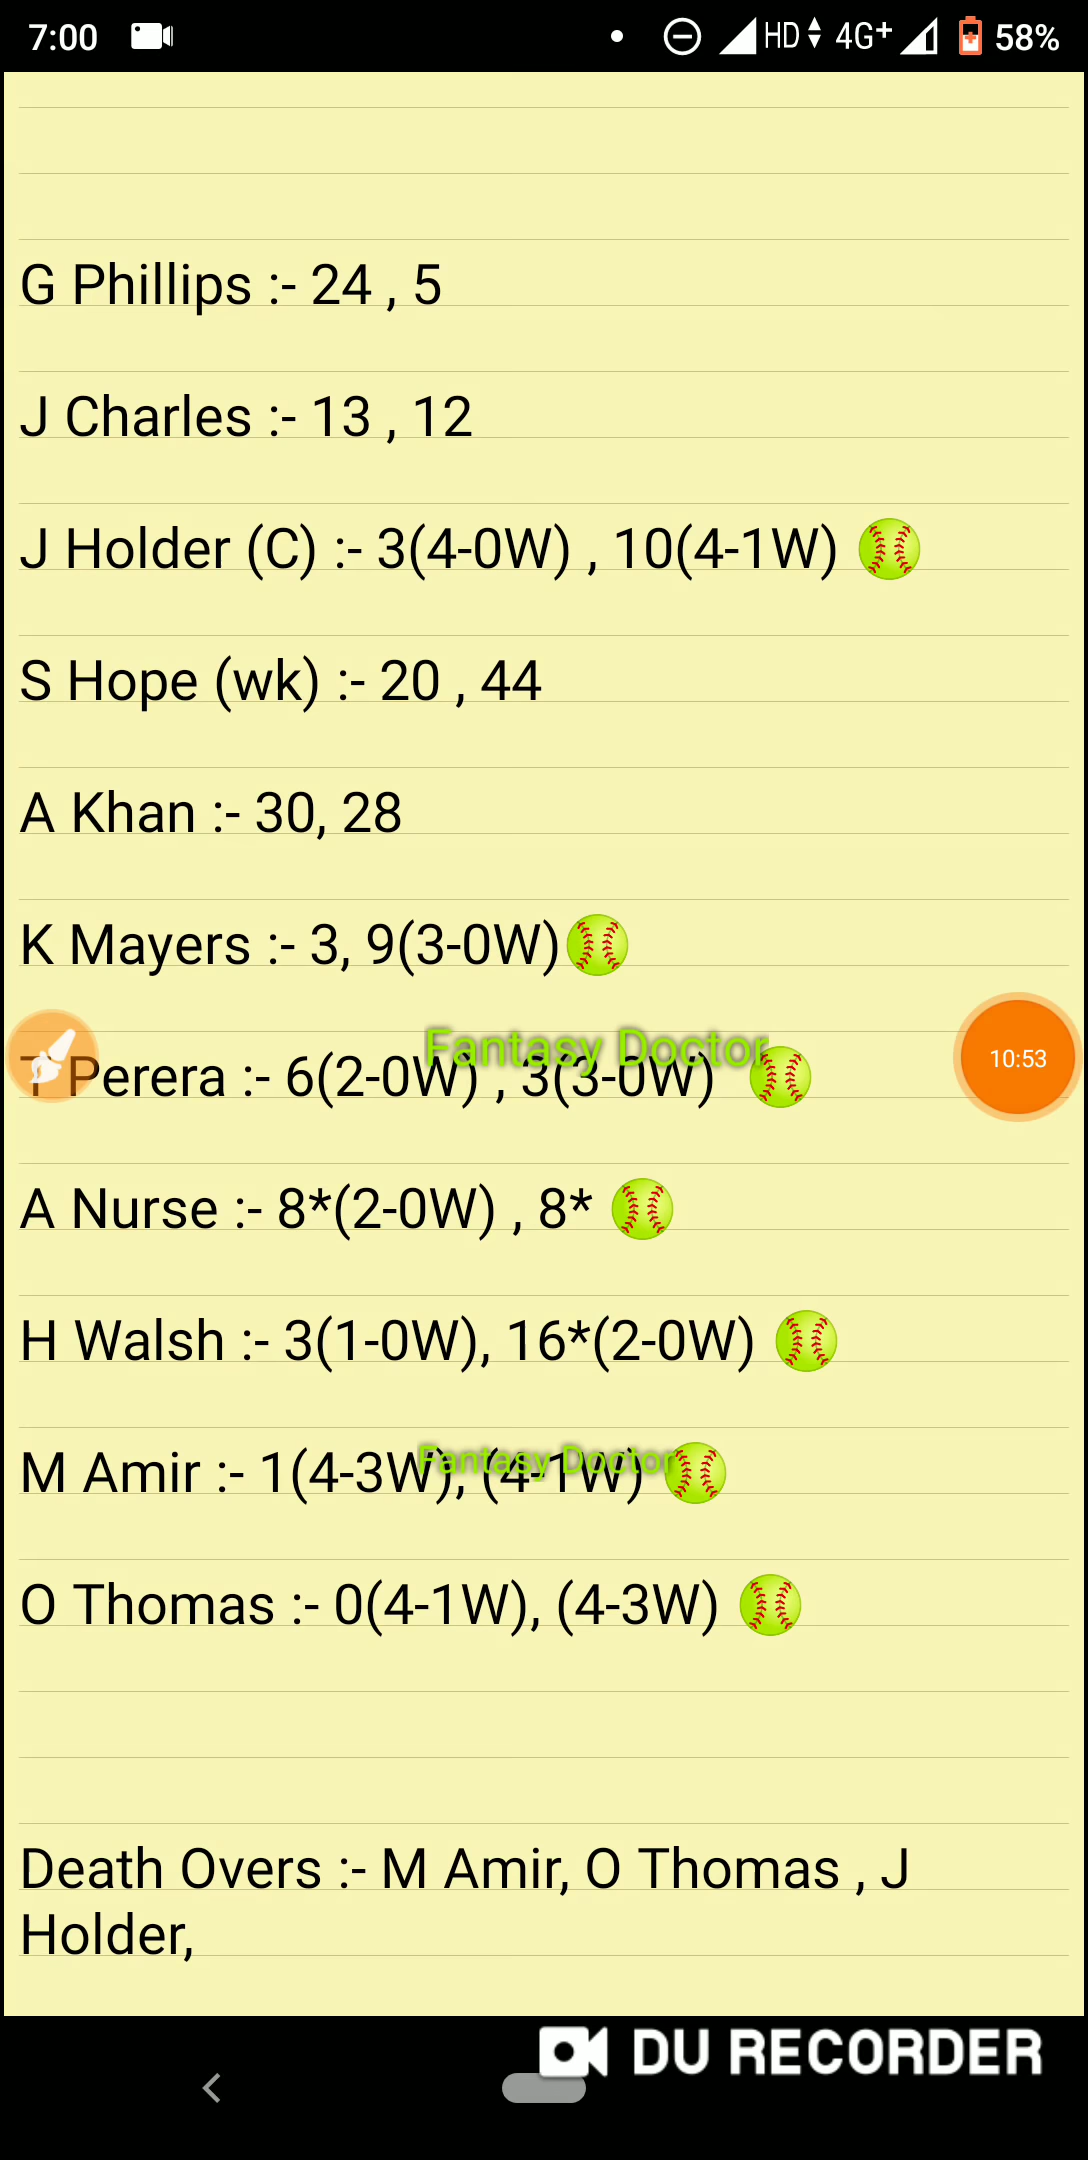 7:00 HD 4G+ 58%
G Phillips :- 24 , 5
J Charles :- 13 , 12
J Holder (C) :- 3(4-0W) , 10(4-1W)
S Hope (wk) :- 20 , 44
A Khan :- 30, 28
K Mayers :- 3, 9(3-0W)
Fantasy Doctor
T Perera :- 6(2-0W) , 3(3-0W)
10:53
A Nurse :- 8*(2-0W) , 8*
H Walsh :- 3(1-0W), 16*(2-0W)
Fantasy Doctor
M Amir :- 1(4-3W), (4-1W)
O Thomas :- 0(4-1W), (4-3W)
Death Overs :- M Amir, O Thomas , J
Holder,
DU RECORDER